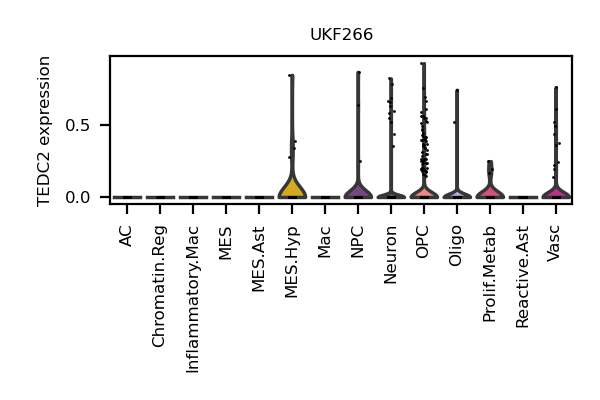 UKF266
TEDC2 expression
0.5
0.0
AC
Chromatin.Reg
Inflammatory.Mac
MES
MES.Ast
MES.Hyp
Mac
NPC
Neuron
OPC
Oligo
Prolif.Metab
Reactive.Ast
Vasc